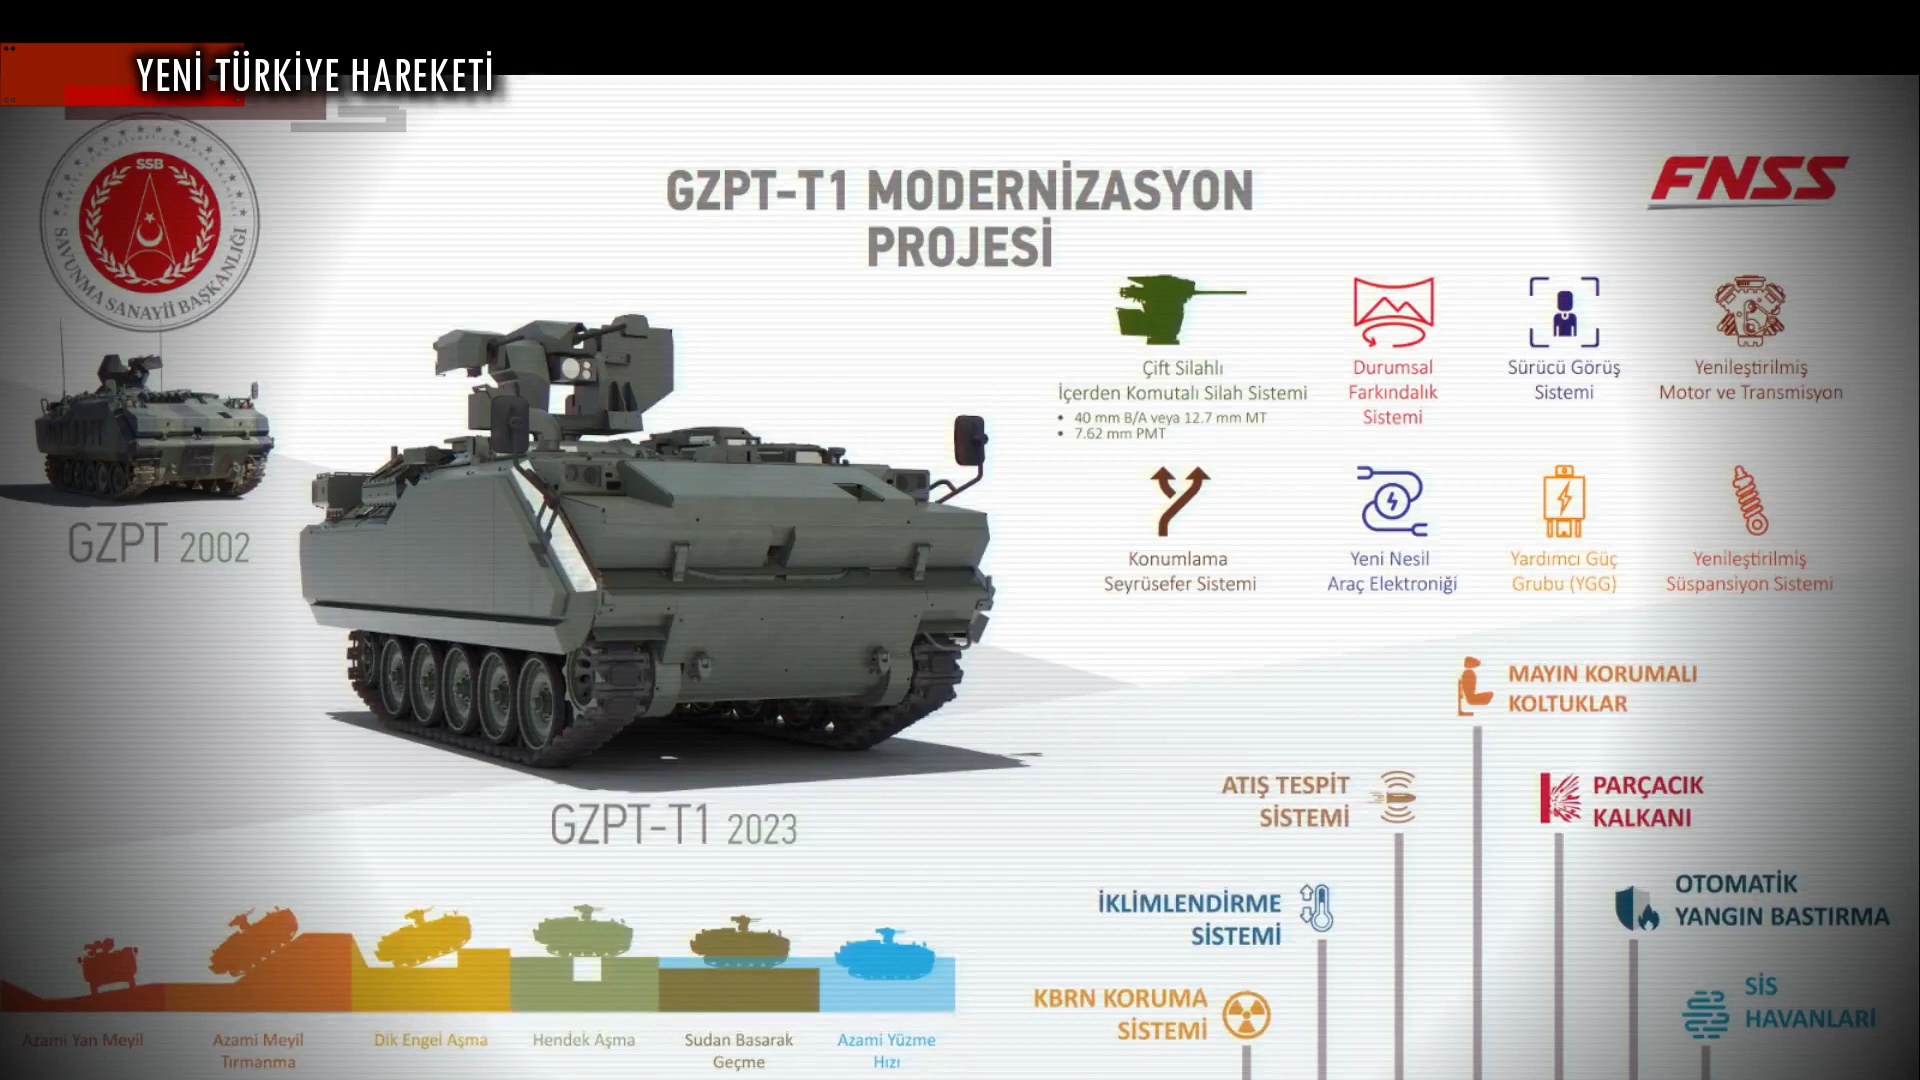 YENİ TÜRKİYE HAREKETİ
SSB
SAVUNMA SANAYİİ BAŞKANLIĞI
GZPT-T1 MODERNİZASYON
PROJESİ
FNSS
Çift Silahlı
İçerden Komutalı Silah Sistemi
• 40 mm B/A veya 12.7 mm MT
• 7.62 mm PMT
Durumsal
Farkındalık
Sistemi
Sürücü Görüş
Sistemi
Yenileştirilmiş
Motor ve Transmisyon
Konumlama
Seyrüsefer Sistemi
Yeni Nesil
Araç Elektroniği
Yardımcı Güç
Grubu (YGG)
Yenileştirilmiş
Süspansiyon Sistemi
GZPT 2002
GZPT-T1 2023
MAYIN KORUMALI
KOLTUKLAR
ATIŞ TESPİT
SİSTEMİ
PARÇACIK
KALKANI
İKLİMLENDİRME
SİSTEMİ
OTOMATİK
YANGIN BASTIRMA
KBRN KORUMA
SİSTEMİ
SİS
HAVANLARI
Azami Yan Meyil
Azami Meyil
Tırmanma
Dik Engel Aşma
Hendek Aşma
Sudan Basarak
Geçme
Azami Yüzme
Hızı